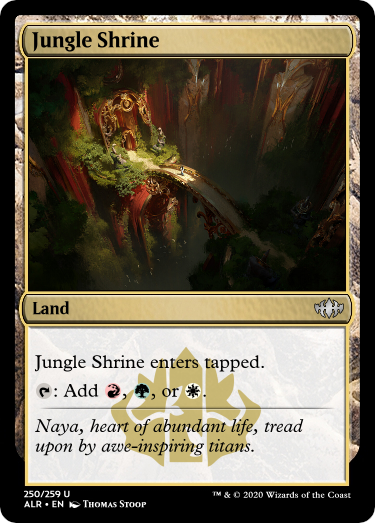 Jungle Shrine
Land
Jungle Shrine enters tapped.
: Add , , or .
Naya, heart of abundant life, tread
upon by awe-inspiring titans.
250/259 U
ALR • EN Thomas Stoop
™ & © 2020 Wizards of the Coast